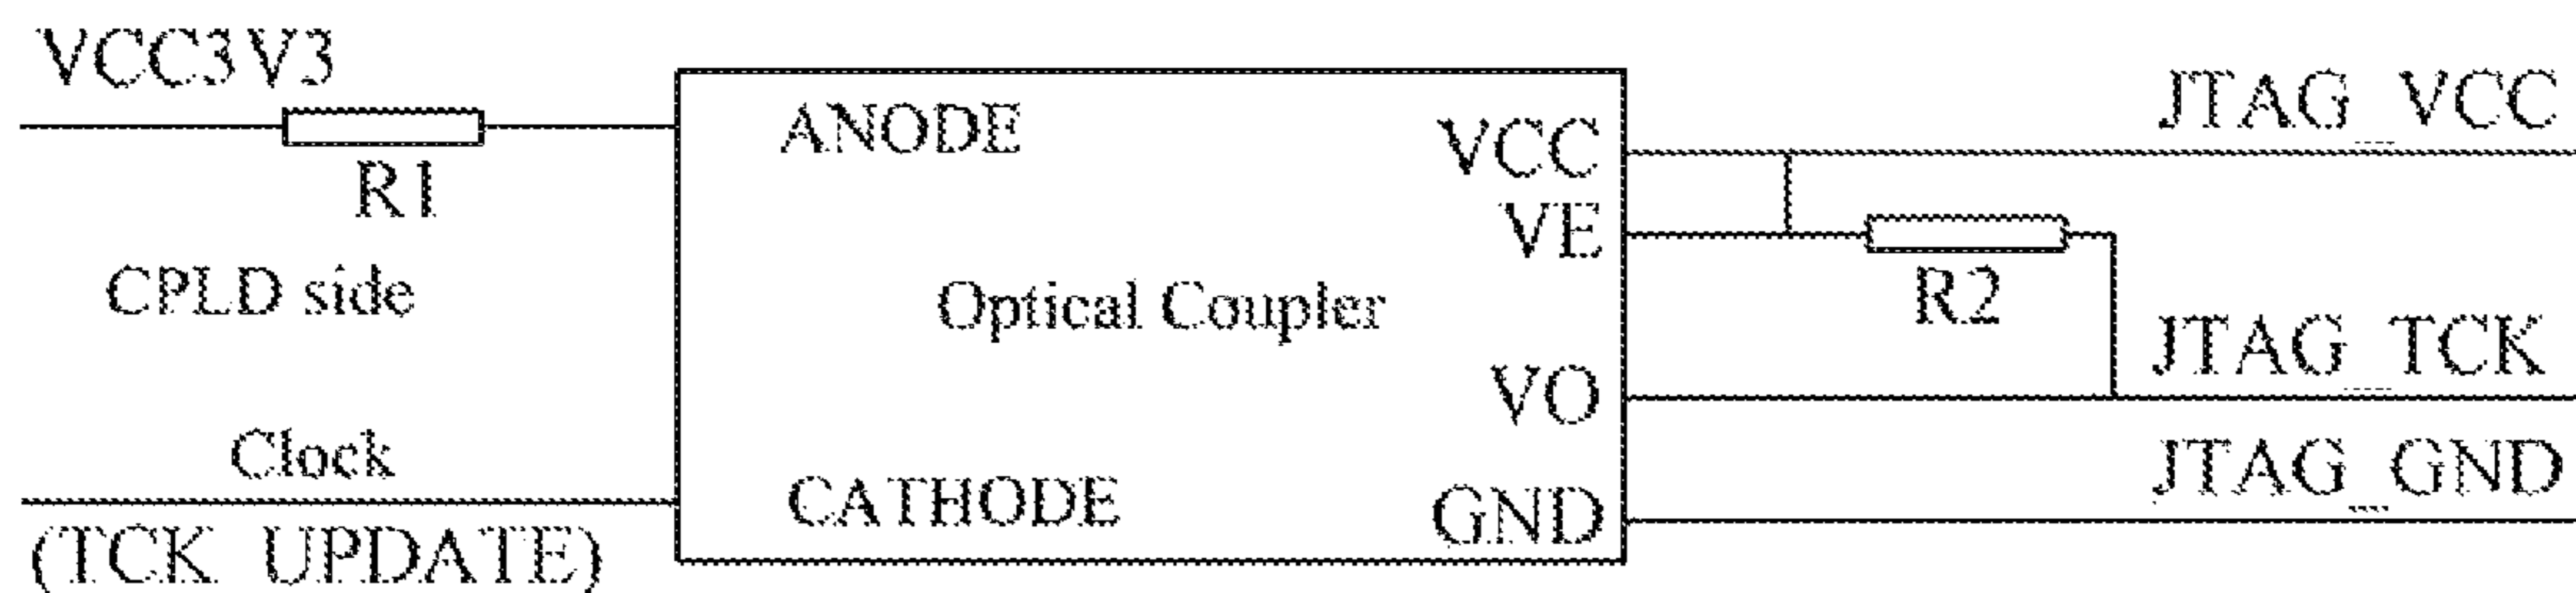 VCC3V3
R1
CPLD side
Clock
(TCK_UPDATE)
ANODE
Optical Coupler
CATHODE
VCC
VE
VO
GND
JTAG_VCC
R2
JTAG_TCK
JTAG_GND